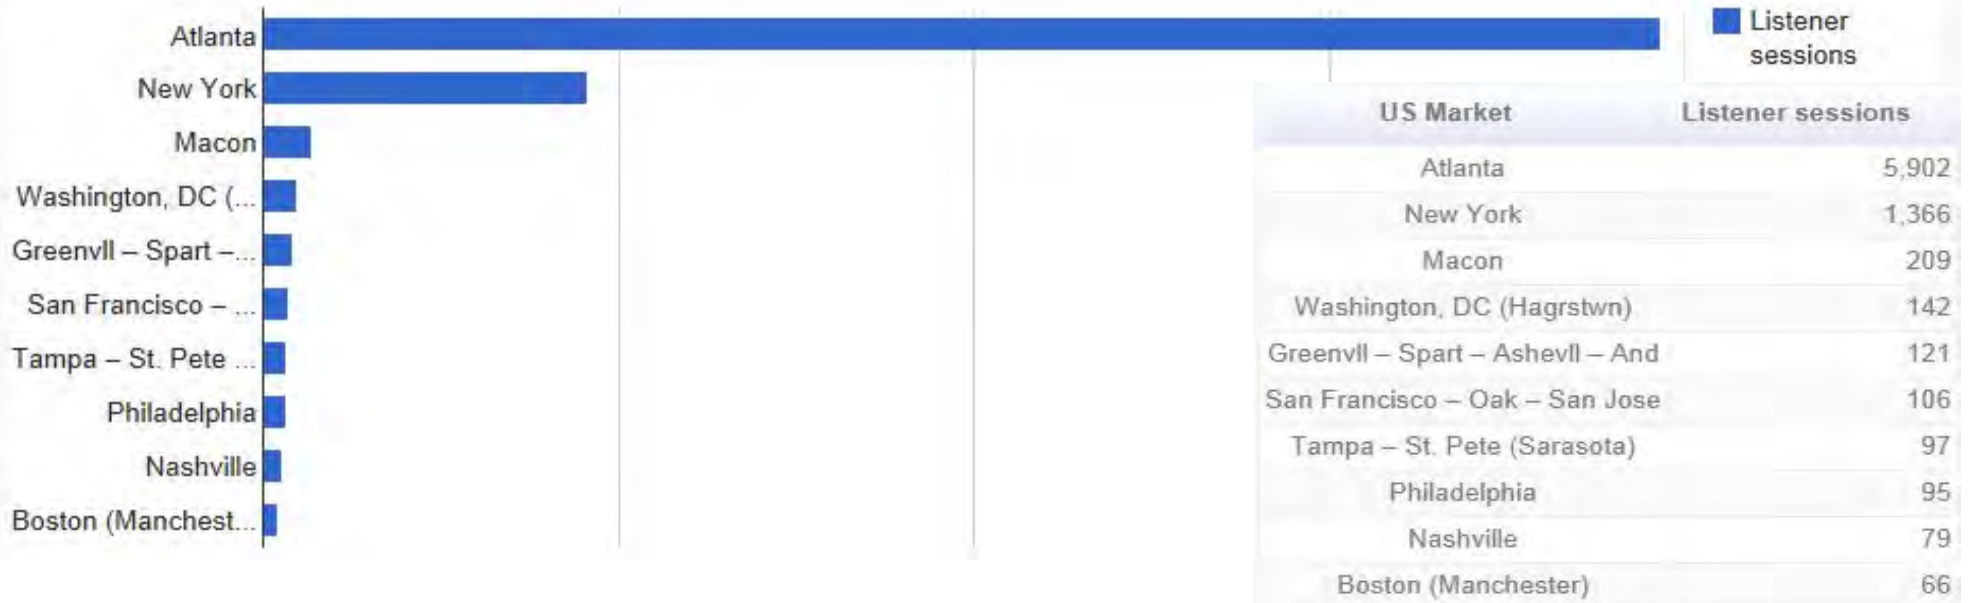 Atlanta
New York
Macon
Washington, DC (...
Greenvll – Spart –...
San Francisco – ...
Tampa – St. Pete ...
Philadelphia
Nashville
Boston (Manchest...
Listener
sessions
US Market Listener sessions
Atlanta 5,902
New York 1,366
Macon 209
Washington, DC (Hagrstwn) 142
Greenvll – Spart – Ashevll – And 121
San Francisco – Oak – San Jose 106
Tampa – St. Pete (Sarasota) 97
Philadelphia 95
Nashville 79
Boston (Manchester) 66